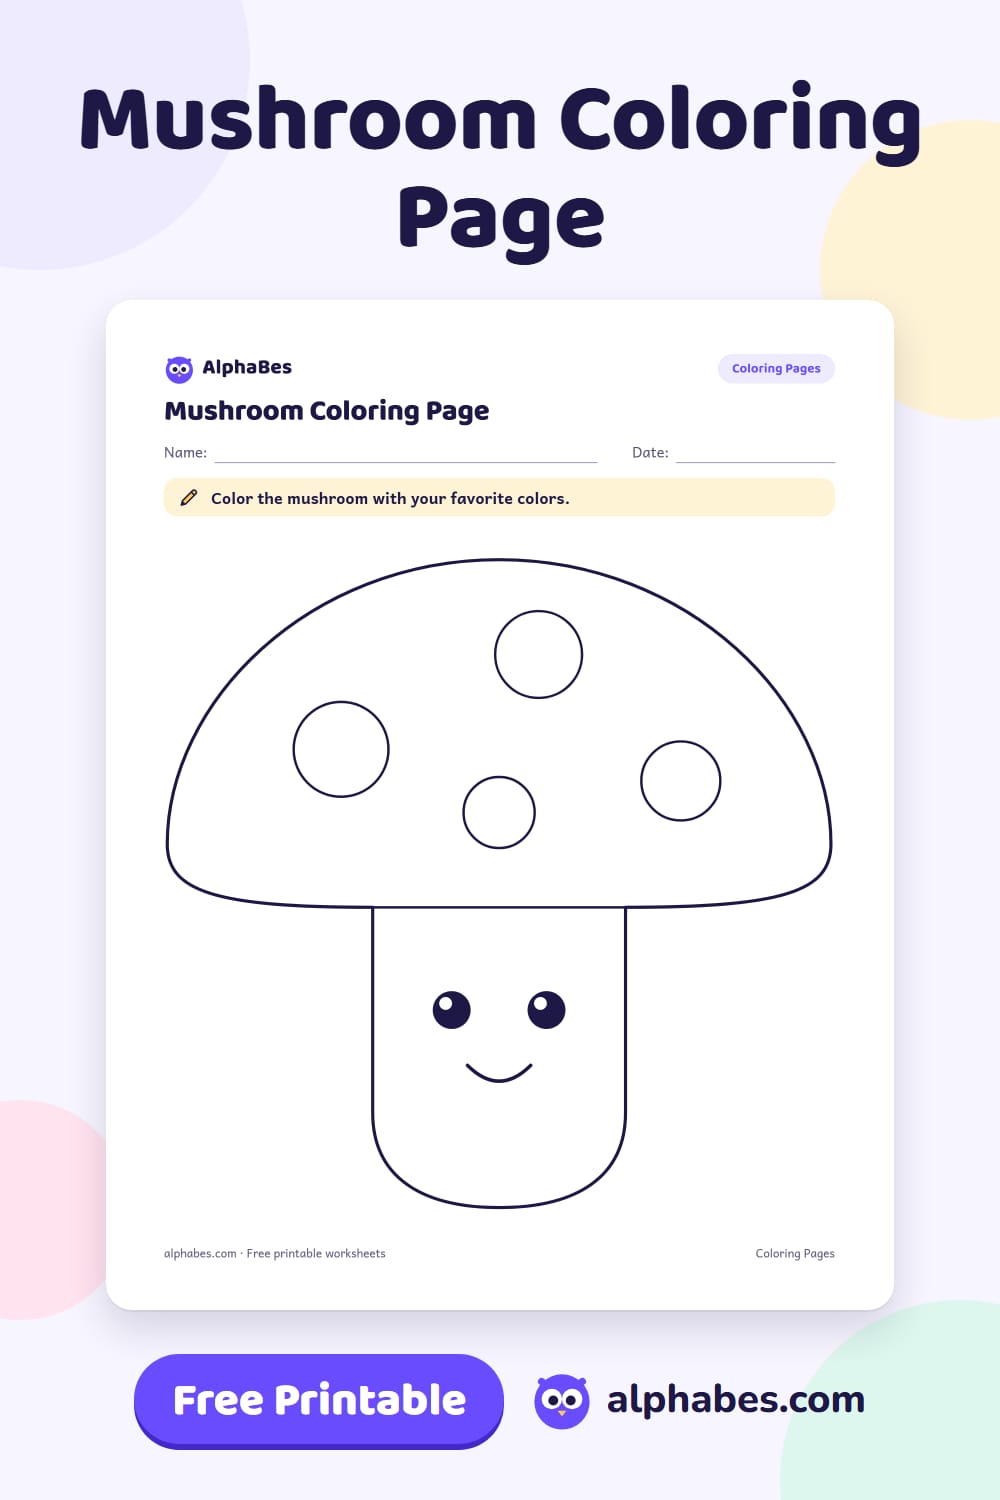 Mushroom Coloring
Page
AlphaBes
Coloring Pages
Mushroom Coloring Page
Name:
Date:
Color the mushroom with your favorite colors.
alphabes.com · Free printable worksheets
Coloring Pages
Free Printable
alphabes.com